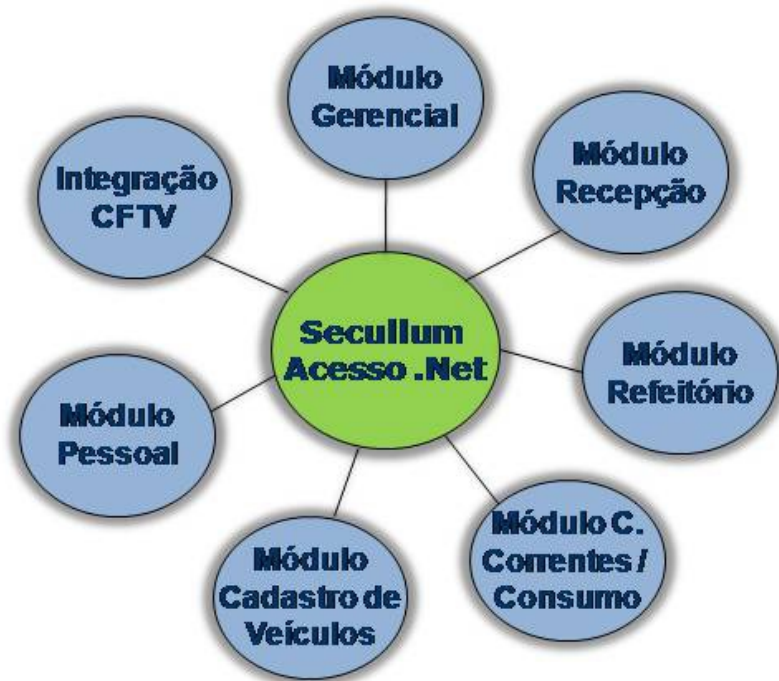 Módulo
Gerencial
Módulo
Recepção
Integração
CFTV
Secullum
Acesso .Net
Módulo
Refeitório
Módulo
Pessoal
Módulo C.
Correntes /
Consumo
Módulo
Cadastro de
Veículos